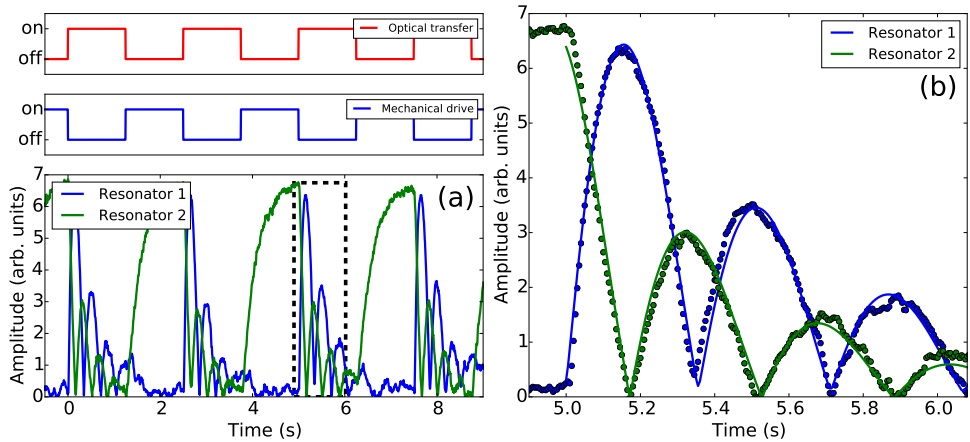 on
off
Optical transfer
on
off
Mechanical drive
Amplitude (arb. units)
7
6
5
4
3
2
1
0
Resonator 1
Resonator 2
(a)
0 2 4 6 8
Time (s)
Amplitude (arb. units)
7
6
5
4
3
2
1
0
Resonator 1
Resonator 2
(b)
5.0 5.2 5.4 5.6 5.8 6.0
Time (s)